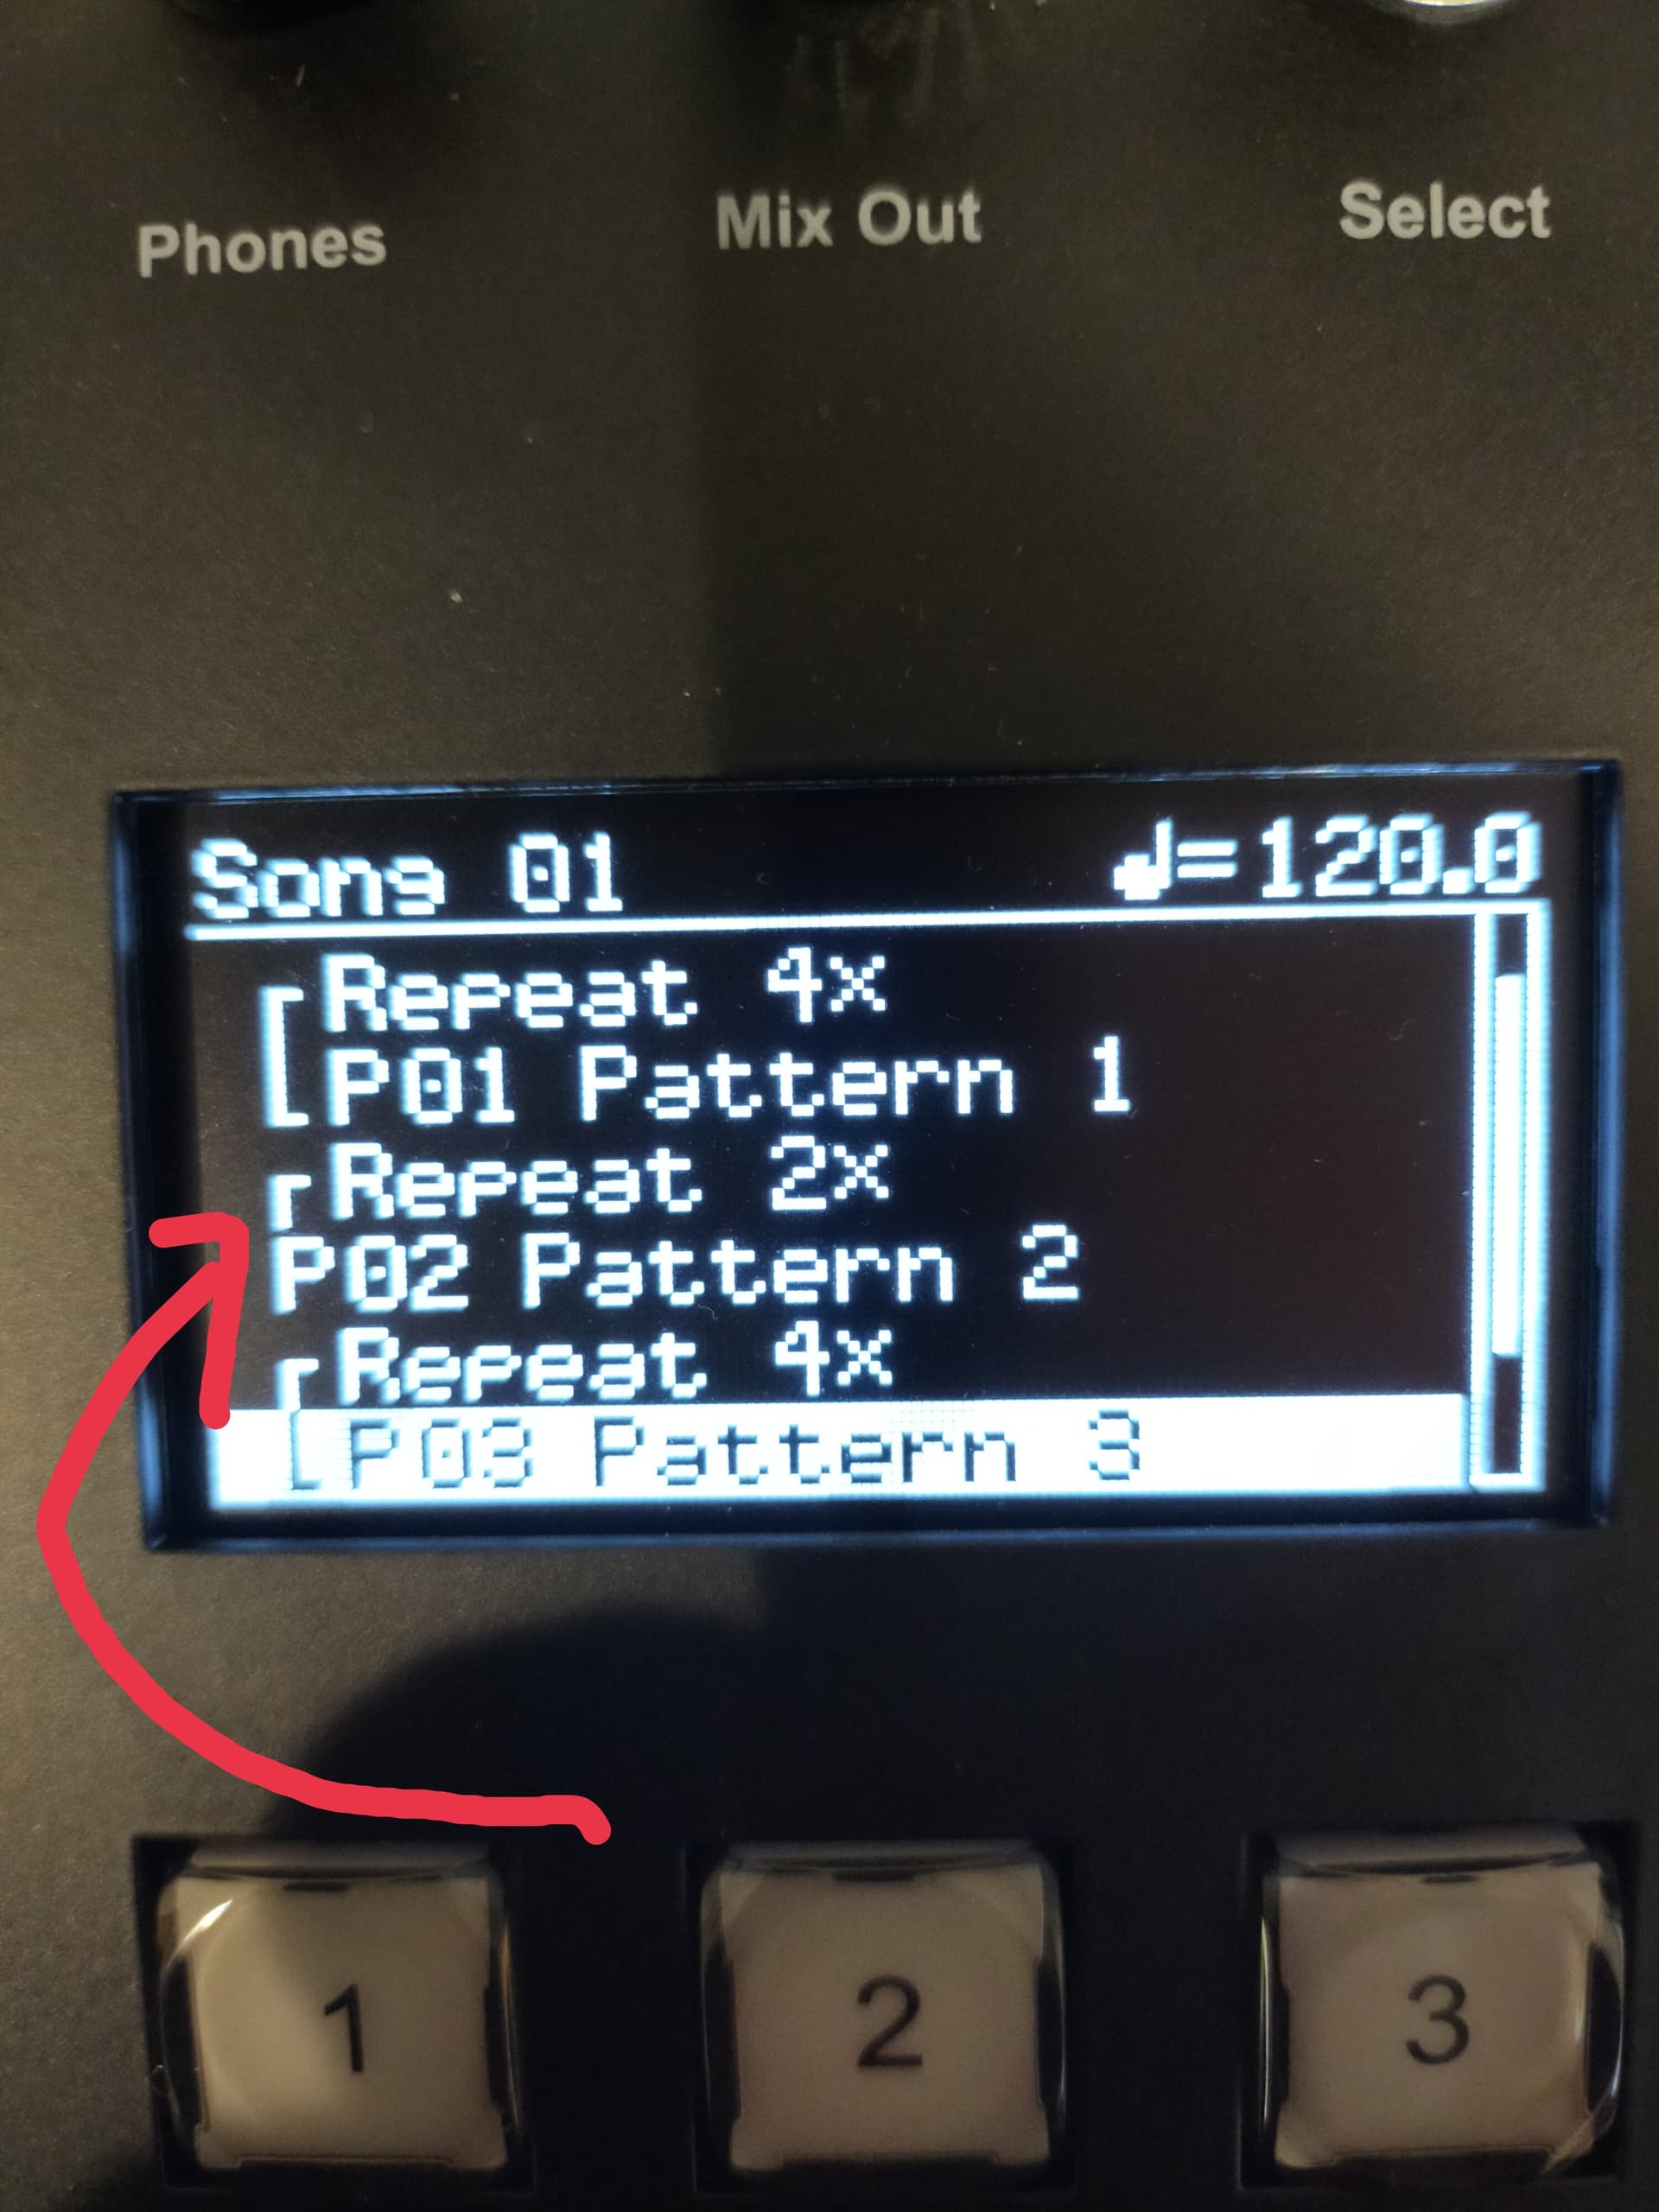 Phones Mix Out Select
Song 01 ♩=120.0
Repeat 4x
P01 Pattern 1
Repeat 2x
P02 Pattern 2
Repeat 4x
P03 Pattern 3
1 2 3